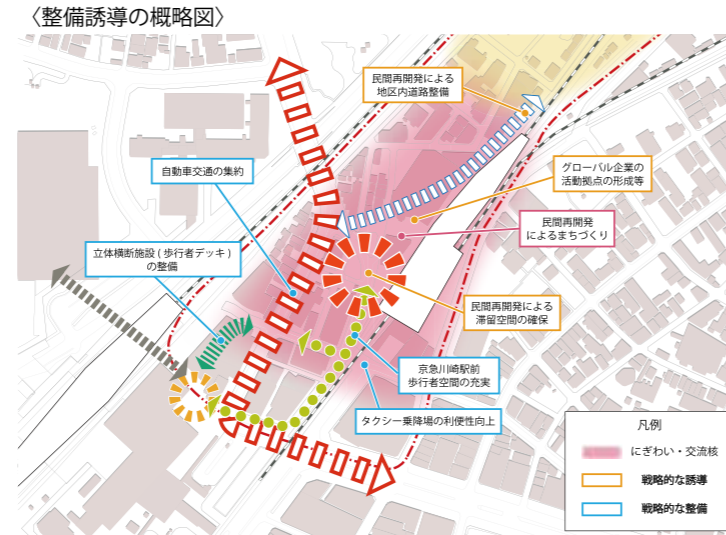 〈整備誘導の概略図〉
民間再開発による
地区内道路整備
自動車交通の集約
グローバル企業の
活動拠点の形成等
民間再開発
によるまちづくり
立体横断施設(歩行者デッキ)
の整備
民間再開発による
滞留空間の確保
京急川崎駅前
歩行者空間の充実
タクシー乗降場の利便性向上
凡例
にぎわい・交流核
戦略的な誘導
戦略的な整備